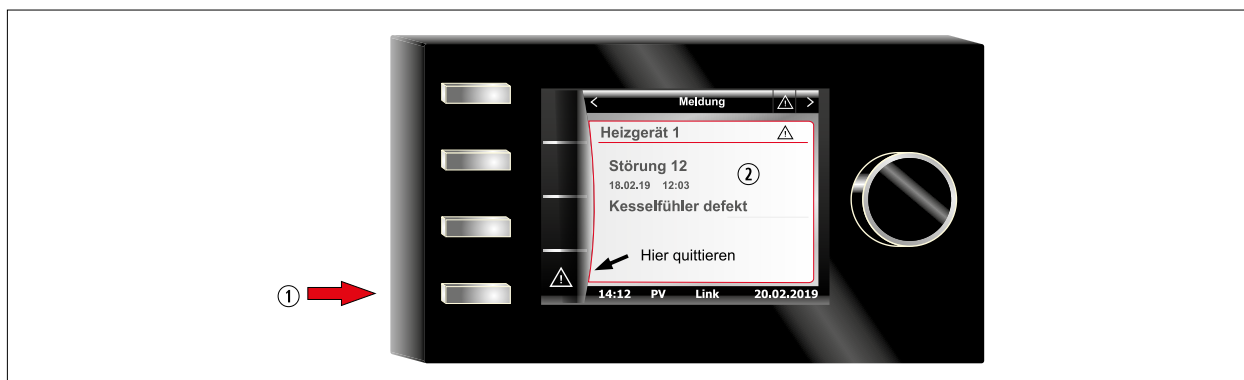 < Meldung >
Heizgerät 1
Störung 12
②
18.02.19 12:03
Kesselfühler defekt
Hier quittieren
①
14:12 PV Link 20.02.2019